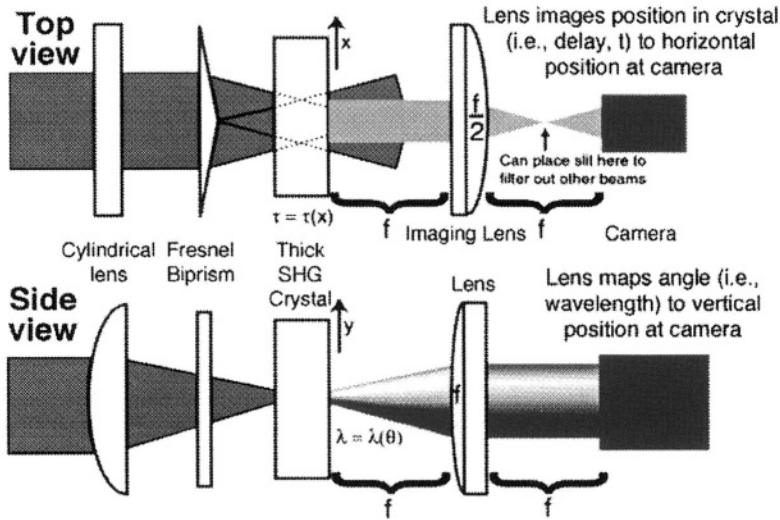 Top
view
x
Lens images position in crystal
(i.e., delay, t) to horizontal
position at camera
f
2
Can place slit here to
filter out other beams
τ = τ(x)
f
Imaging Lens
f
Camera
Cylindrical
lens
Fresnel
Biprism
Thick
SHG
Crystal
Lens
Lens maps angle (i.e.,
wavelength) to vertical
position at camera
Side
view
y
f
λ = λ(θ)
f
f